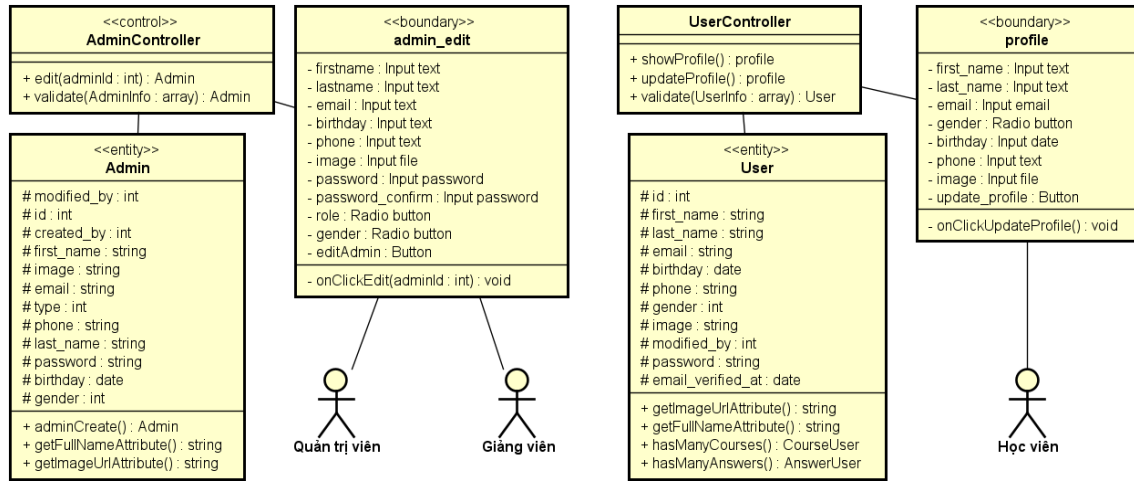 <<control>>
AdminController
+ edit(adminId : int) : Admin
+ validate(AdminInfo : array) : Admin
<<entity>>
Admin
# modified_by : int
# id : int
# created_by : int
# first_name : string
# image : string
# email : string
# type : int
# phone : string
# last_name : string
# password : string
# birthday : date
# gender : int
+ adminCreate() : Admin
+ getFullNameAttribute() : string
+ getImageUrlAttribute() : string
<<boundary>>
admin_edit
- firstname : Input text
- lastname : Input text
- email : Input text
- birthday : Input text
- phone : Input text
- image : Input file
- password : Input password
- password_confirm : Input password
- role : Radio button
- gender : Radio button
- editAdmin : Button
- onClickEdit(adminId : int) : void
Quản trị viên
Giảng viên
UserController
+ showProfile() : profile
+ updateProfile() : profile
+ validate(UserInfo : array) : User
<<entity>>
User
# id : int
# first_name : string
# last_name : string
# email : string
# birthday : date
# phone : string
# gender : int
# image : string
# modified_by : int
# password : string
# email_verified_at : date
+ getImageUrlAttribute() : string
+ getFullNameAttribute() : string
+ hasManyCourses() : CourseUser
+ hasManyAnswers() : AnswerUser
<<boundary>>
profile
- first_name : Input text
- last_name : Input text
- email : Input email
- gender : Radio button
- birthday : Input date
- phone : Input text
- image : Input file
- update_profile : Button
- onClickUpdateProfile() : void
Học viên